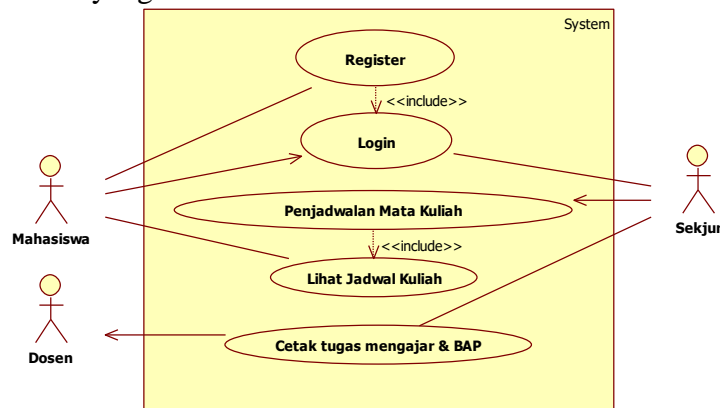 System
Register
<<include>>
Login
Penjadwalan Mata Kuliah
Mahasiswa
Sekjur
<<include>>
Lihat Jadwal Kuliah
Cetak tugas mengajar & BAP
Dosen